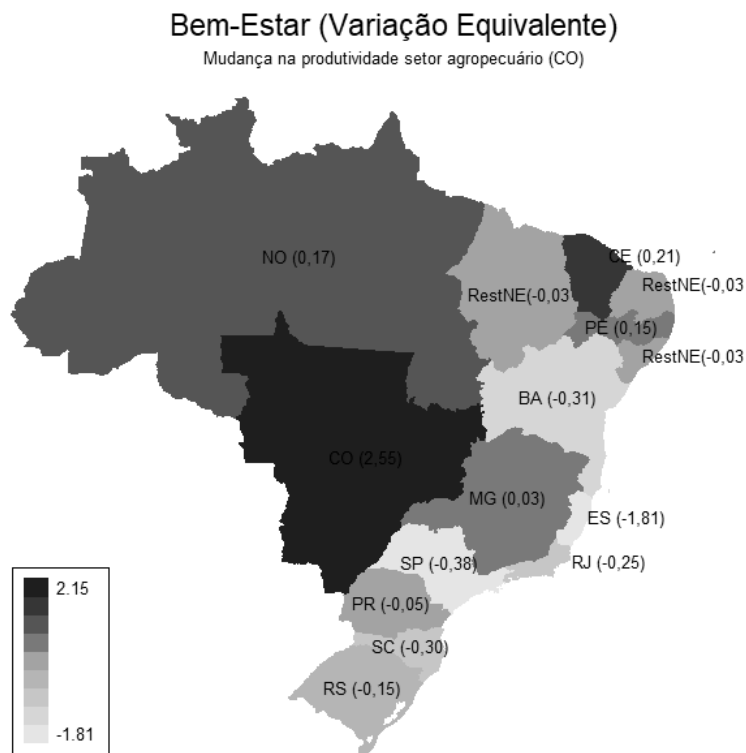 Bem-Estar (Variação Equivalente)
Mudança na produtividade setor agropecuário (CO)
NO (0,17)
CE (0,21)
RestNE(-0,03
RestNE(-0,03
PE (0,15)
RestNE(-0,03
BA (-0,31)
CO (2,55)
MG (0,03)
ES (-1,81)
SP (-0,38)
RJ (-0,25)
PR (-0,05)
SC (-0,30)
RS (-0,15)
2.15
-1.81